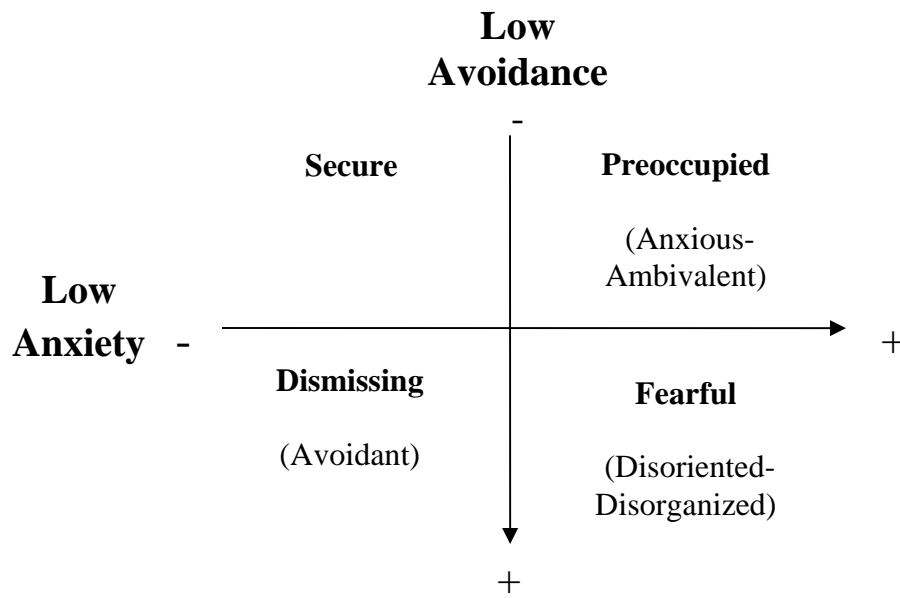 Low
Avoidance
-
Secure
Preoccupied
(Anxious-
Ambivalent)
Low
Anxiety -
+
Dismissing
(Avoidant)
Fearful
(Disoriented-
Disorganized)
+